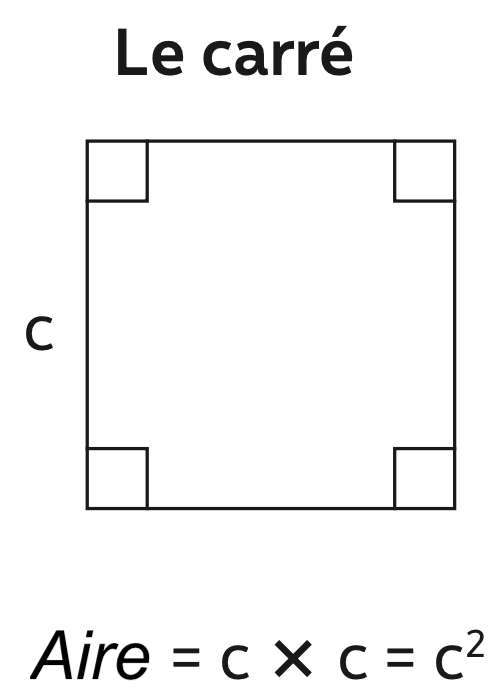 Le carré
c
Aire = c × c = c²